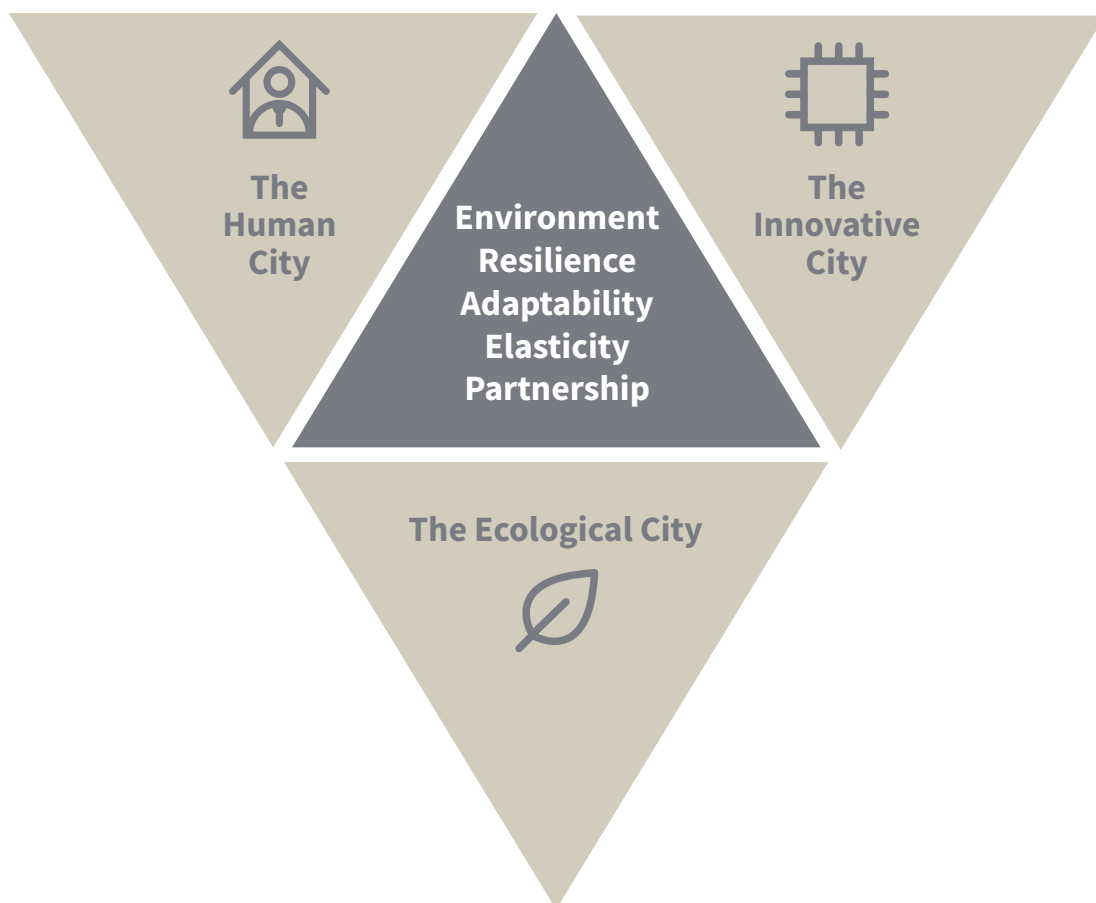 The
Human
City
Environment
Resilience
Adaptability
Elasticity
Partnership
The
Innovative
City
The Ecological City